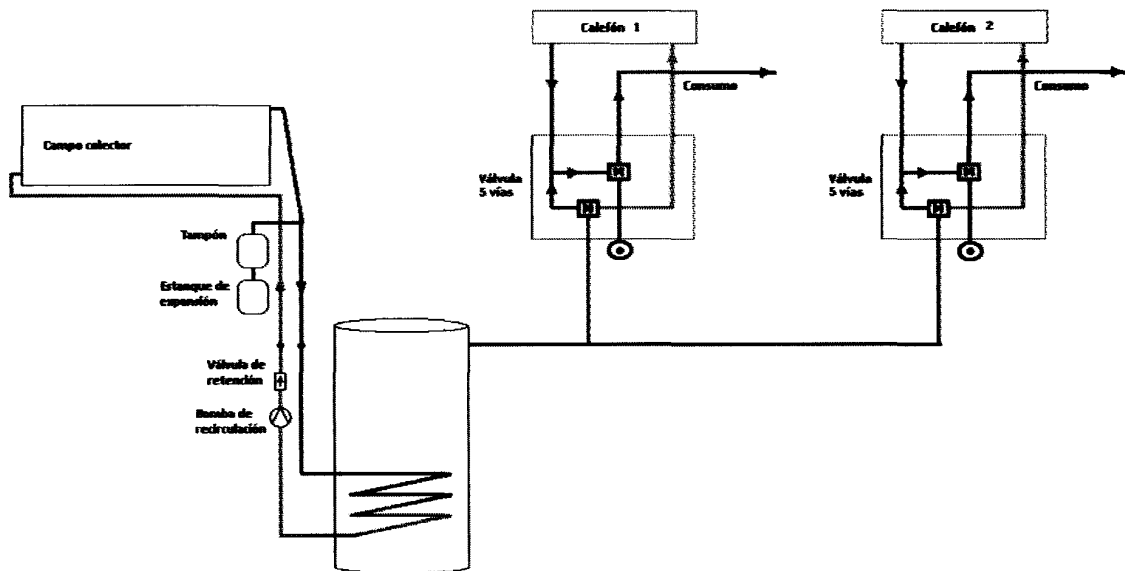 Calefón 1
Calefón 2
Consumo
Consumo
Campo colector
Válvula
5 vías
Válvula
5 vías
Tampón
Estanque de
expansión
Válvula de
retención
Bomba de
recirculación